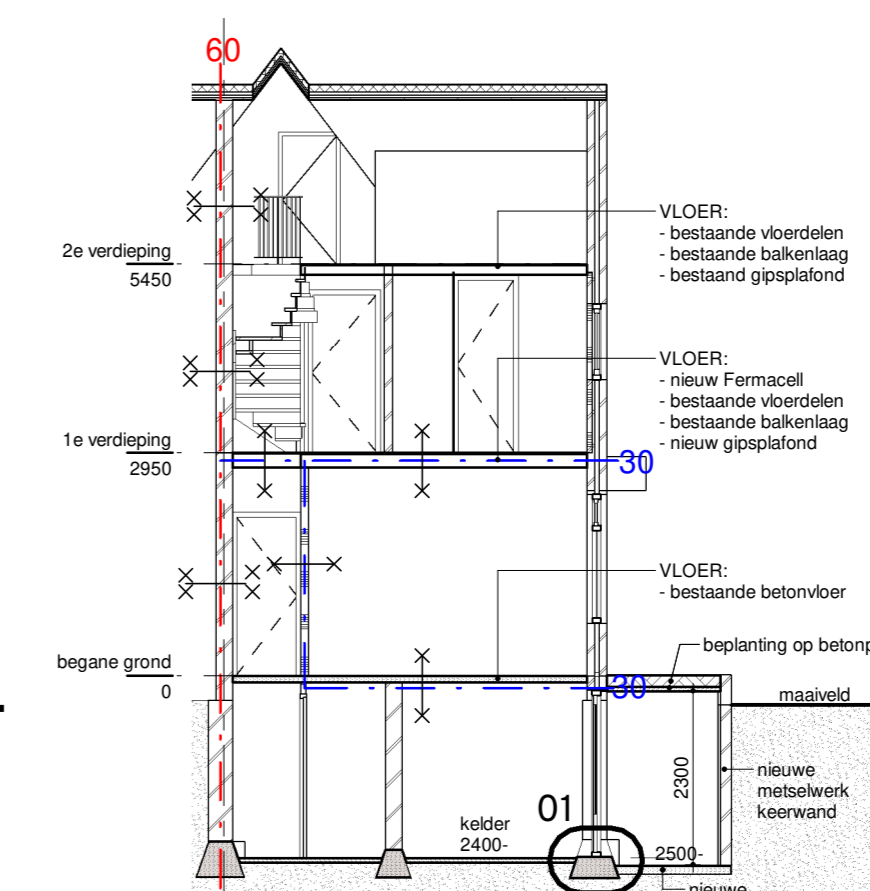 60
VLOER:
- bestaande vloerdelen
- bestaande balkenlaag
- bestaand gipsplafond
2e verdieping
5450
VLOER:
- nieuw Fermacell
- bestaande vloerdelen
- bestaande balkenlaag
- nieuw gipsplafond
1e verdieping
2950
30
VLOER:
- bestaande betonvloer
beplanting op betonp
begane grond
0
30
maaiveld
2300
nieuwe
metselwerk
keerwand
01
kelder
2400-
2500-
nieuwe